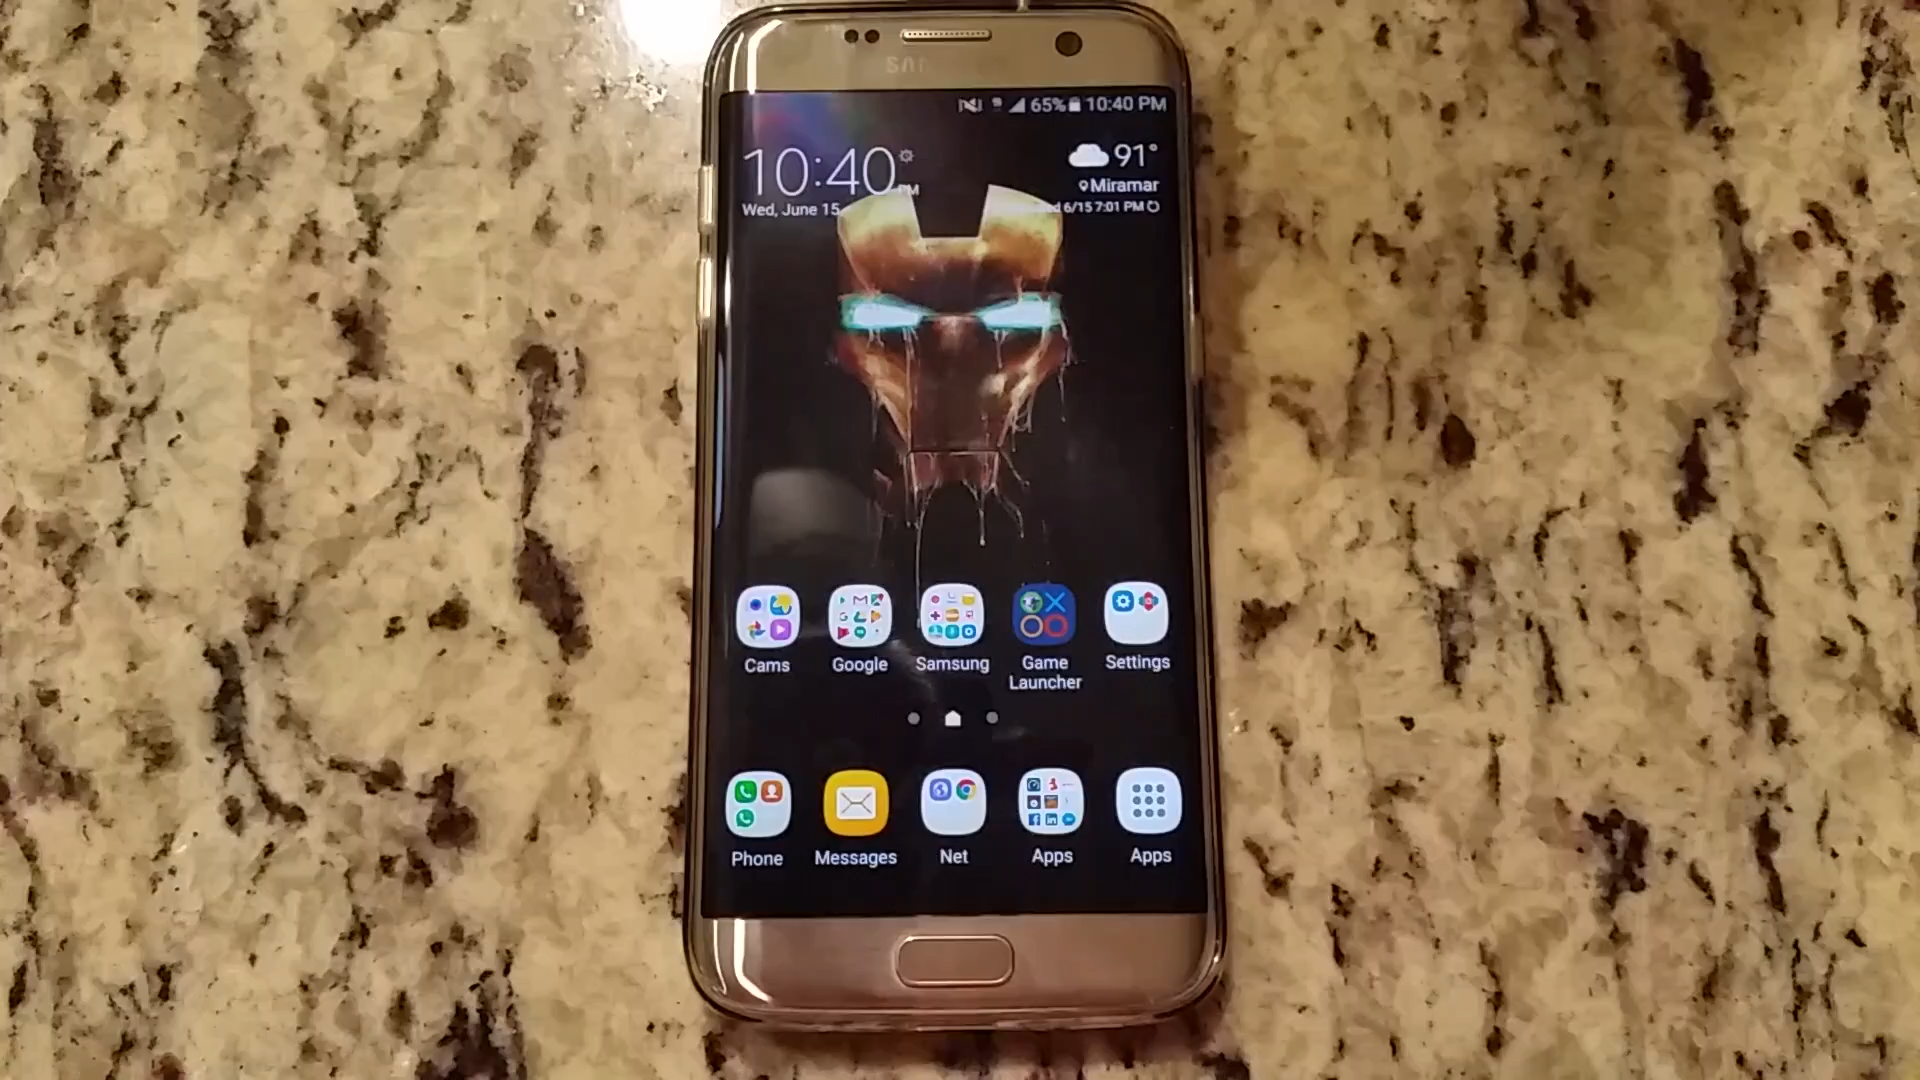 65% 10:40 PM
10:40 PM
91°
Miramar
Wed, June 15
6/15 7:01 PM
Cams
Google
Samsung
Game
Launcher
Settings
Phone
Messages
Net
Apps
Apps